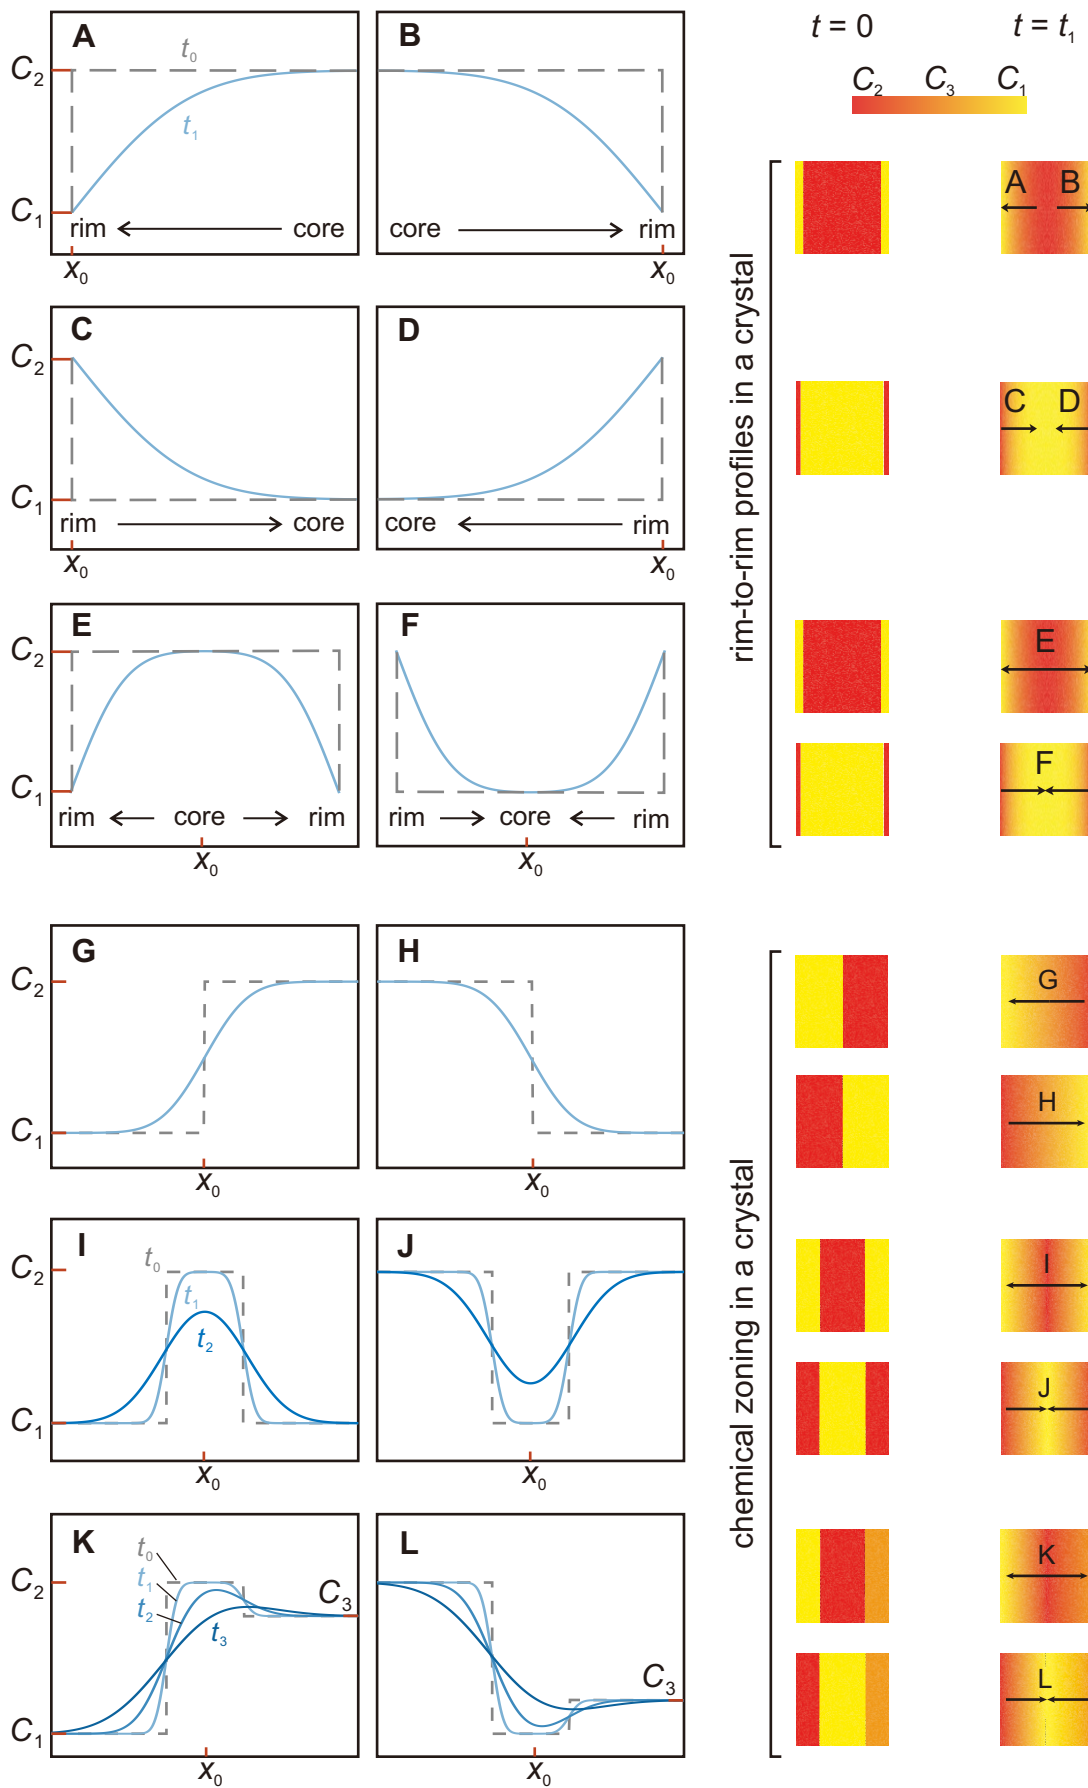 A
B
t = 0
t = t₁
C₂
t₀
t₁
C₁
rim
core
core
rim
x₀
x₀
C₂
C₃
C₁
A
B
C
D
C₂
C₁
rim
core
core
rim
x₀
x₀
C
D
rim-to-rim profiles in a crystal
E
F
C₂
C₁
rim
core
rim
rim
core
rim
x₀
x₀
E
F
G
H
C₂
C₁
x₀
x₀
G
H
chemical zoning in a crystal
I
J
C₂
t₀
t₁
t₂
C₁
x₀
x₀
I
J
K
L
t₀
C₂
t₁
t₂
t₃
C₃
C₃
C₁
x₀
x₀
K
L